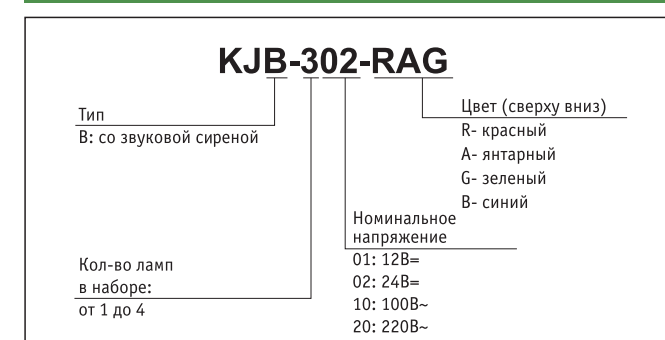 KJB-302-RAG
Тип
В: со звуковой сиреной
Цвет (сверху вниз)
R- красный
A- янтарный
G- зеленый
B- синий
Номинальное
напряжение
01: 12В=
02: 24В=
10: 100В~
20: 220В~
Кол-во ламп
в наборе:
от 1 до 4